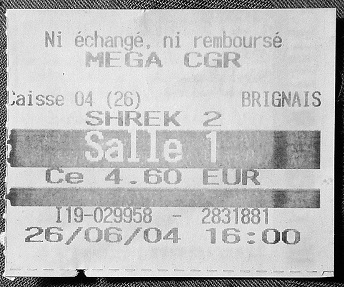 Ni échangé, ni remboursé
MEGA CGR
Caisse 04 (26) BRIGNAIS
SHREK 2
Salle 1
Ce 4.60 EUR
I19-029958 - 2831881
26/06/04 16:00